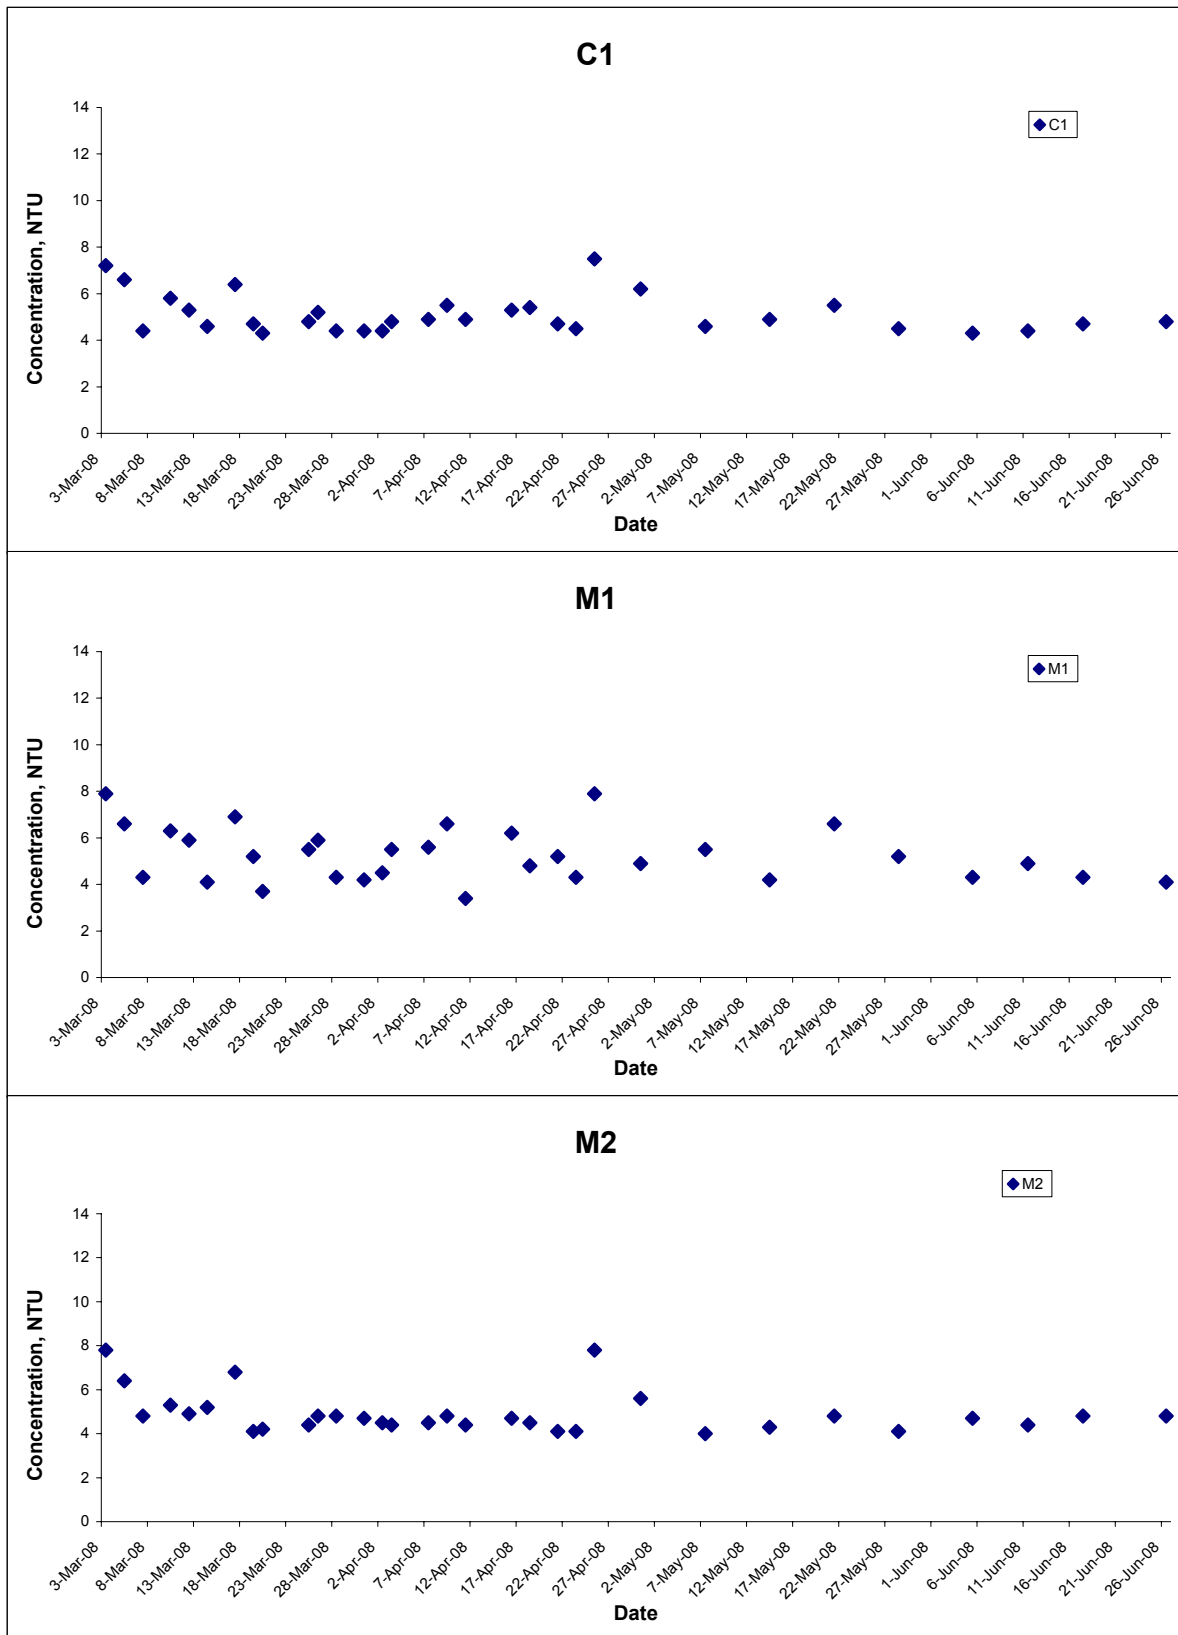 C1
C1
14
12
10
8
6
4
2
0
Concentration, NTU
3-Mar-08
8-Mar-08
13-Mar-08
18-Mar-08
23-Mar-08
28-Mar-08
2-Apr-08
7-Apr-08
12-Apr-08
17-Apr-08
22-Apr-08
27-Apr-08
2-May-08
7-May-08
12-May-08
17-May-08
22-May-08
27-May-08
1-Jun-08
6-Jun-08
11-Jun-08
16-Jun-08
21-Jun-08
26-Jun-08
Date
M1
M1
14
12
10
8
6
4
2
0
Concentration, NTU
3-Mar-08
8-Mar-08
13-Mar-08
18-Mar-08
23-Mar-08
28-Mar-08
2-Apr-08
7-Apr-08
12-Apr-08
17-Apr-08
22-Apr-08
27-Apr-08
2-May-08
7-May-08
12-May-08
17-May-08
22-May-08
27-May-08
1-Jun-08
6-Jun-08
11-Jun-08
16-Jun-08
21-Jun-08
26-Jun-08
Date
M2
M2
14
12
10
8
6
4
2
0
Concentration, NTU
3-Mar-08
8-Mar-08
13-Mar-08
18-Mar-08
23-Mar-08
28-Mar-08
2-Apr-08
7-Apr-08
12-Apr-08
17-Apr-08
22-Apr-08
27-Apr-08
2-May-08
7-May-08
12-May-08
17-May-08
22-May-08
27-May-08
1-Jun-08
6-Jun-08
11-Jun-08
16-Jun-08
21-Jun-08
26-Jun-08
Date